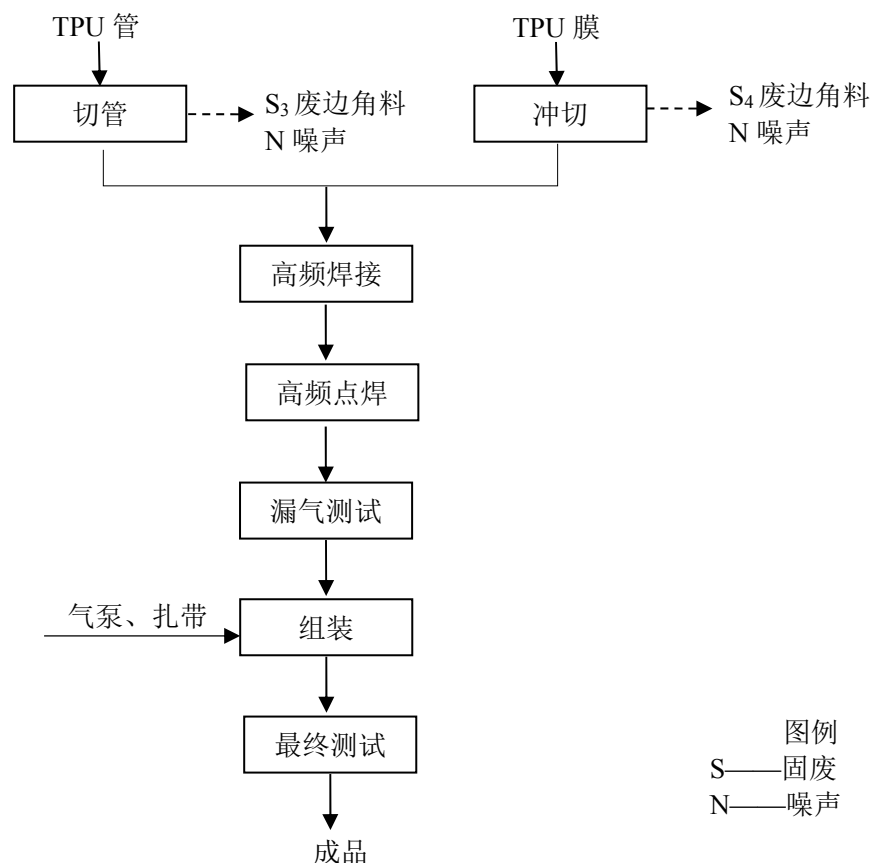 TPU 管
TPU 膜
切管
S₃ 废边角料
N 噪声
冲切
S₄ 废边角料
N 噪声
高频焊接
高频点焊
漏气测试
气泵、扎带
组装
最终测试
成品
图例
S——固废
N——噪声